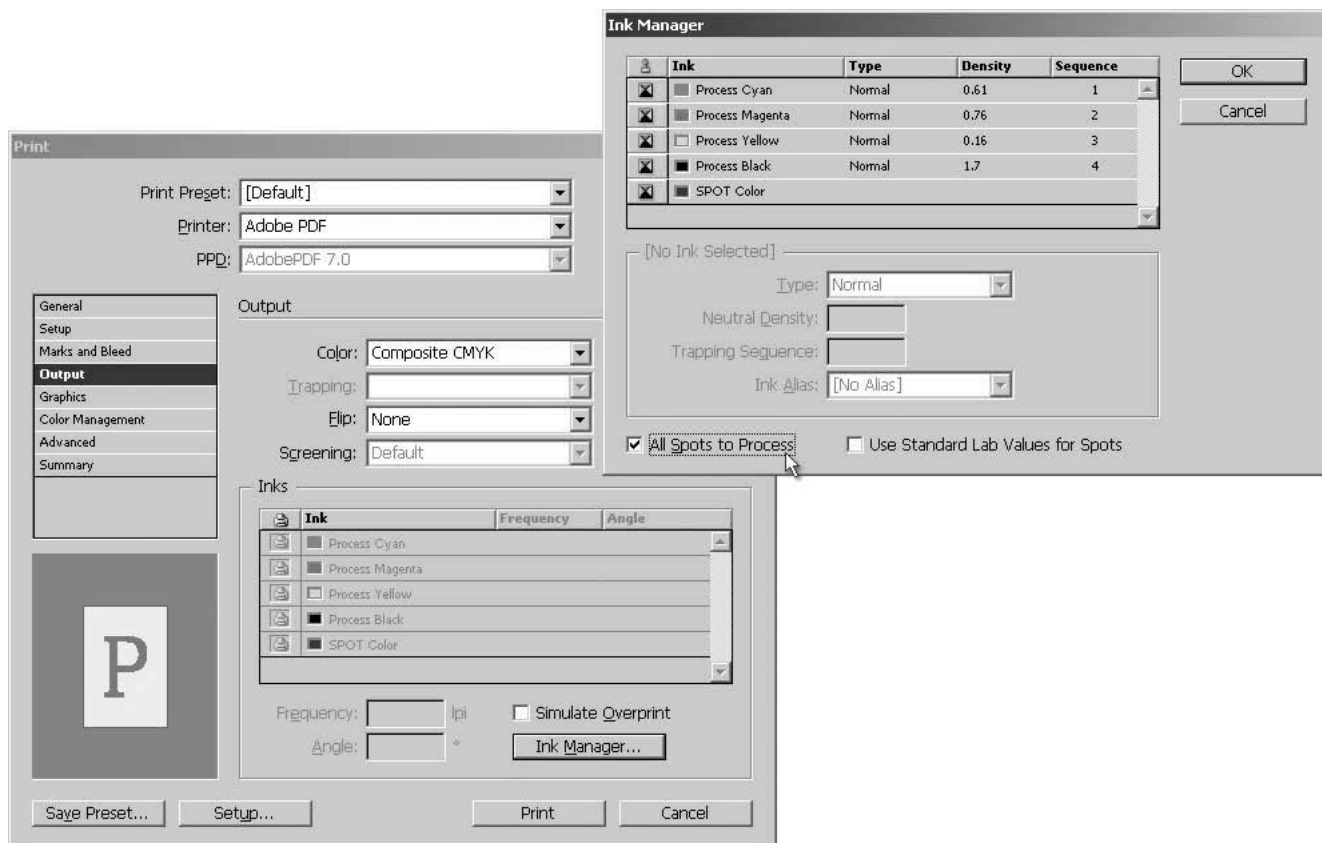 Ink Manager
Ink Type Density Sequence
Process Cyan Normal 0.61 1
Process Magenta Normal 0.76 2
Process Yellow Normal 0.16 3
Process Black Normal 1.7 4
SPOT Color
OK
Cancel
[No Ink Selected]
Type: Normal
Neutral Density:
Trapping Sequence:
Ink Alias: [No Alias]
All Spots to Process
Use Standard Lab Values for Spots
Print
Print Preset: [Default]
Printer: Adobe PDF
PPD: AdobePDF 7.0
General
Setup
Marks and Bleed
Output
Graphics
Color Management
Advanced
Summary
Output
Color: Composite CMYK
Trapping:
Flip: None
Screening: Default
Inks
Ink Frequency Angle
Process Cyan
Process Magenta
Process Yellow
Process Black
SPOT Color
Frequency: lpi
Angle: °
Simulate Overprint
Ink Manager...
P
Save Preset...
Setup...
Print
Cancel